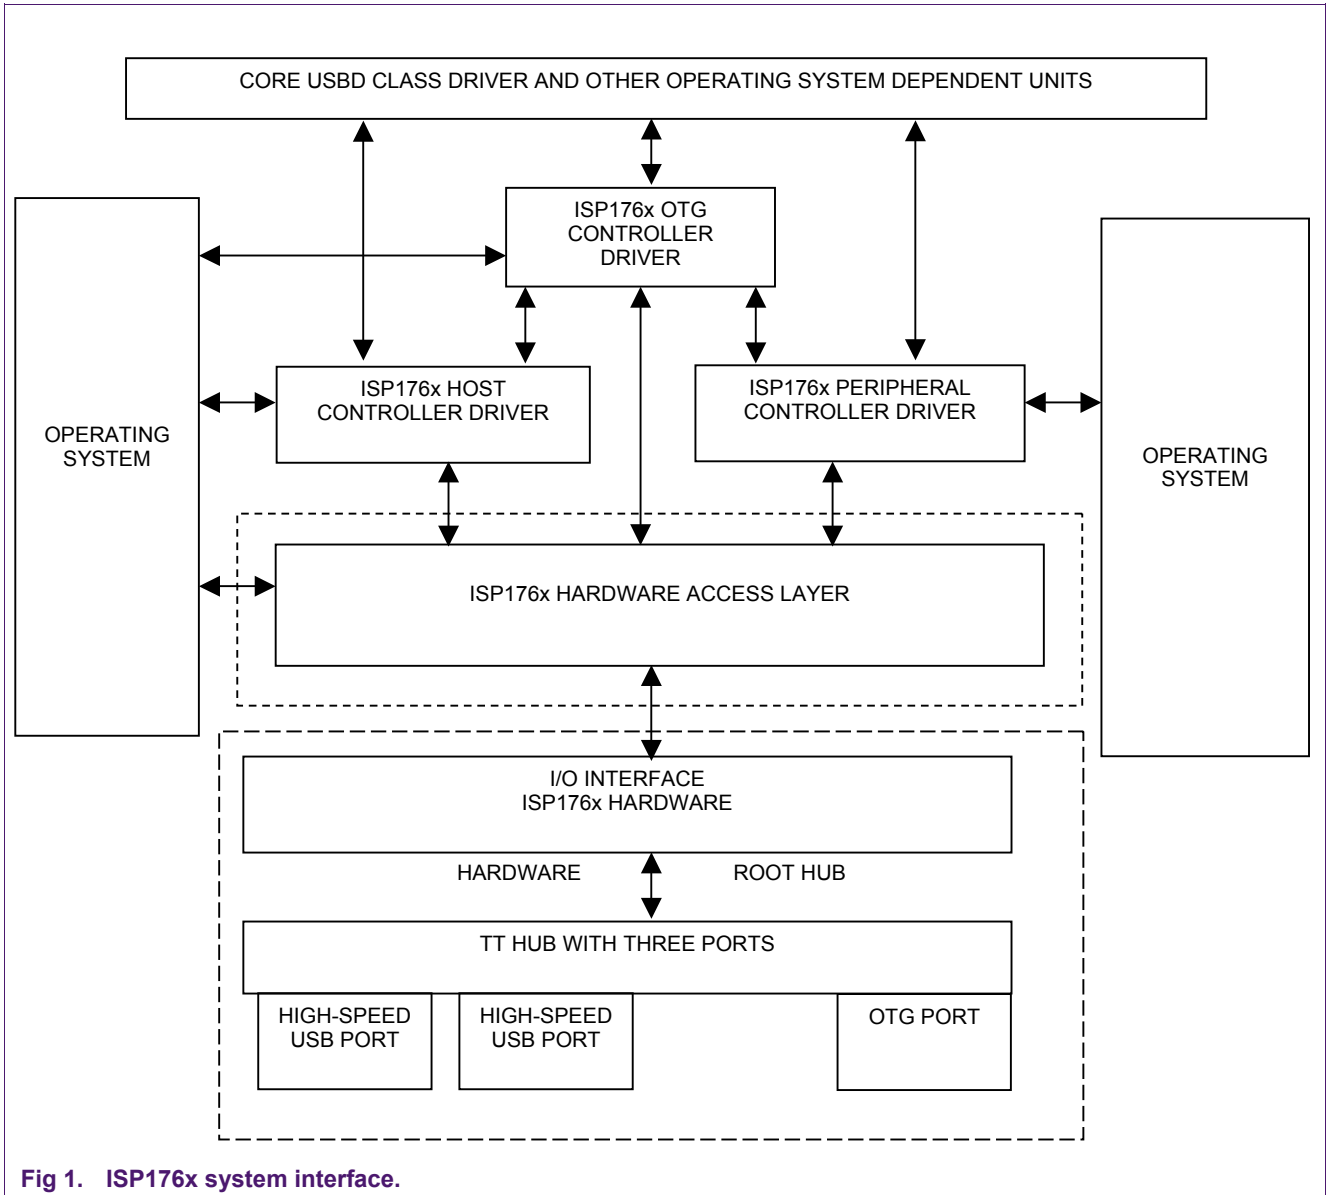 CORE USBD CLASS DRIVER AND OTHER OPERATING SYSTEM DEPENDENT UNITS
ISP176x OTG
CONTROLLER
DRIVER
ISP176x HOST
CONTROLLER DRIVER
ISP176x PERIPHERAL
CONTROLLER DRIVER
OPERATING
SYSTEM
OPERATING
SYSTEM
ISP176x HARDWARE ACCESS LAYER
I/O INTERFACE
ISP176x HARDWARE
HARDWARE
ROOT HUB
TT HUB WITH THREE PORTS
HIGH-SPEED
USB PORT
HIGH-SPEED
USB PORT
OTG PORT
Fig 1. ISP176x system interface.